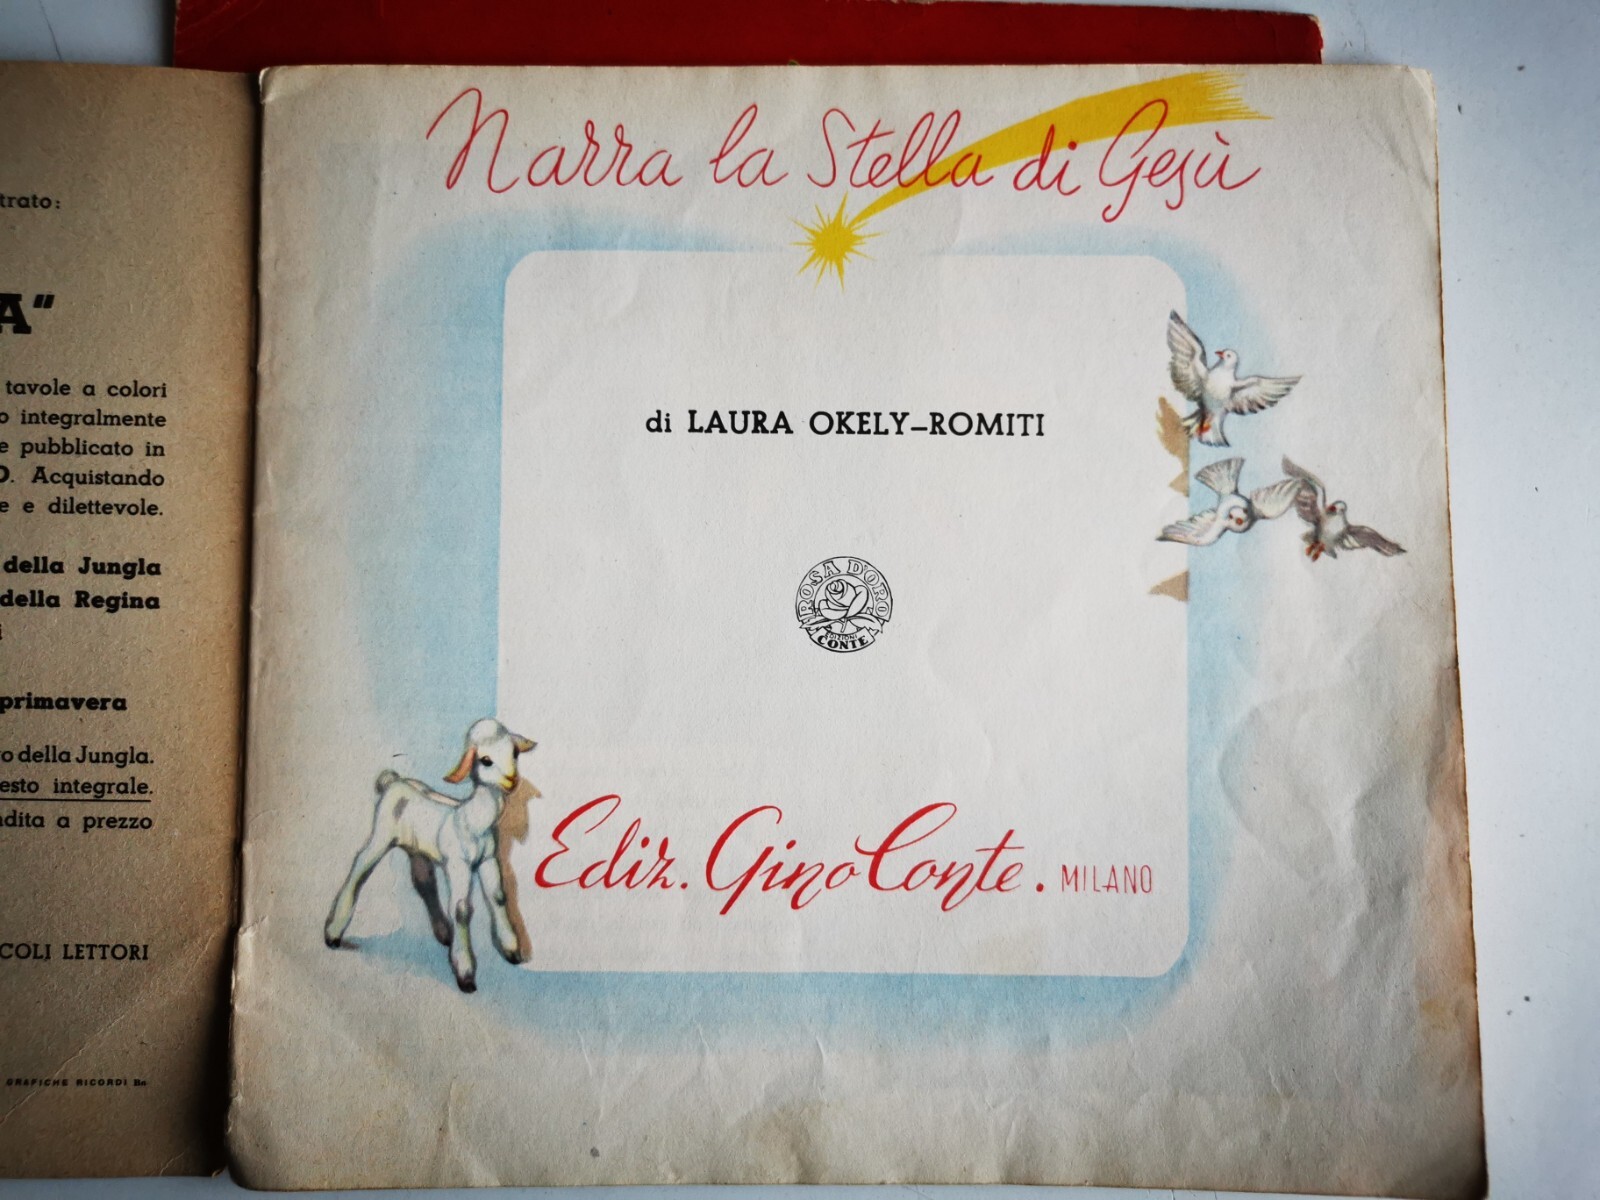 trato:
A"
tavole a colori
o integralmente
e pubblicato in
O. Acquistando
e e dilettevole.
della Jungla
della Regina
i
primavera
o della Jungla.
esto integrale.
ndita a prezzo
COLI LETTORI
GRAFICHE RICORDI
Narra la Stella di Gesù
di LAURA OKELY-ROMITI
ROSA D'ORO
EDIZIONI
CONTE
Ediz. Gino Conte. MILANO